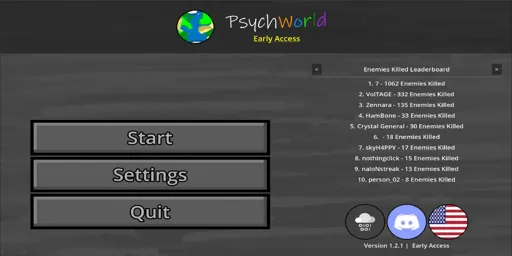 PsychWorld
Early Access
< Enemies Killed Leaderboard >
1. 7 - 1062 Enemies Killed
2. VolTAGE - 332 Enemies Killed
3. Zennara - 135 Enemies Killed
4. HamBone - 33 Enemies Killed
5. Crystal General - 30 Enemies Killed
6. - 18 Enemies Killed
7. skyH4PPY - 17 Enemies Killed
8. nothingclick - 15 Enemies Killed
9. naloNstreak - 13 Enemies Killed
10. person_02 - 8 Enemies Killed
Start
Settings
Quit
Version 1.2.1 | Early Access